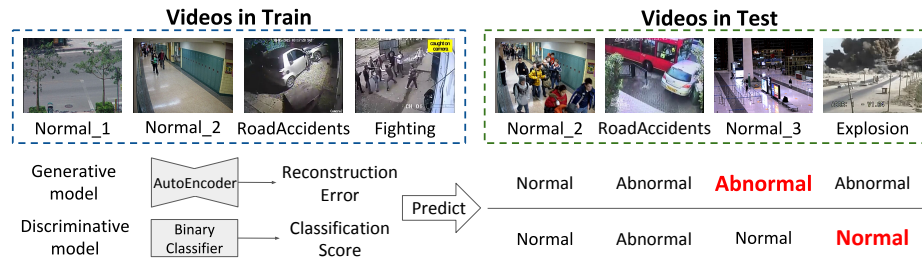 Videos in Train
Videos in Test
caught on
camera
Normal_1
Normal_2
RoadAccidents
Fighting
Normal_2
RoadAccidents
Normal_3
Explosion
Generative
model
AutoEncoder
Reconstruction
Error
Discriminative
model
Binary
Classifier
Classification
Score
Predict
Normal
Abnormal
Abnormal
Abnormal
Normal
Abnormal
Normal
Normal